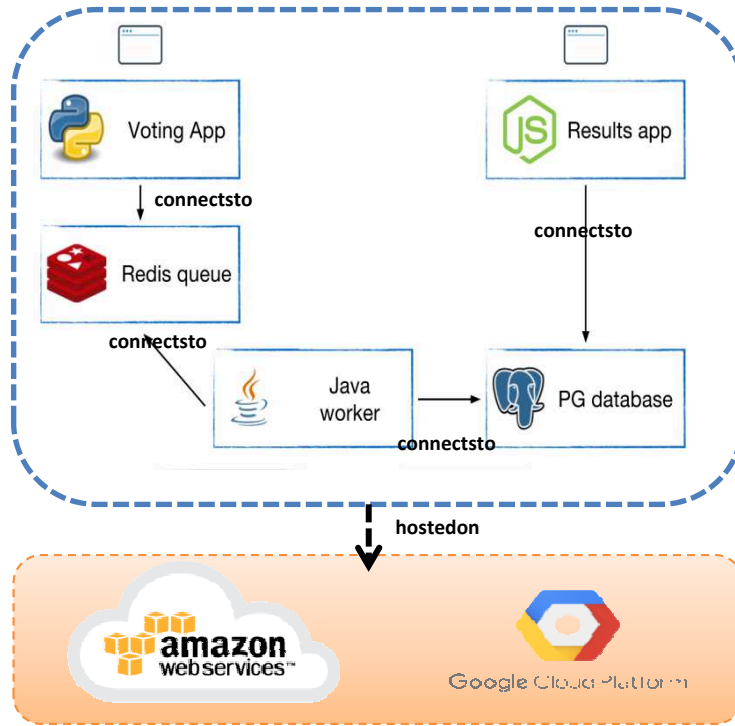 Voting App
JS
Results app
connectsto
connectsto
Redis queue
connectsto
Java
worker
PG database
connectsto
hostedon
amazon
webservices™
Google Cloud Platform